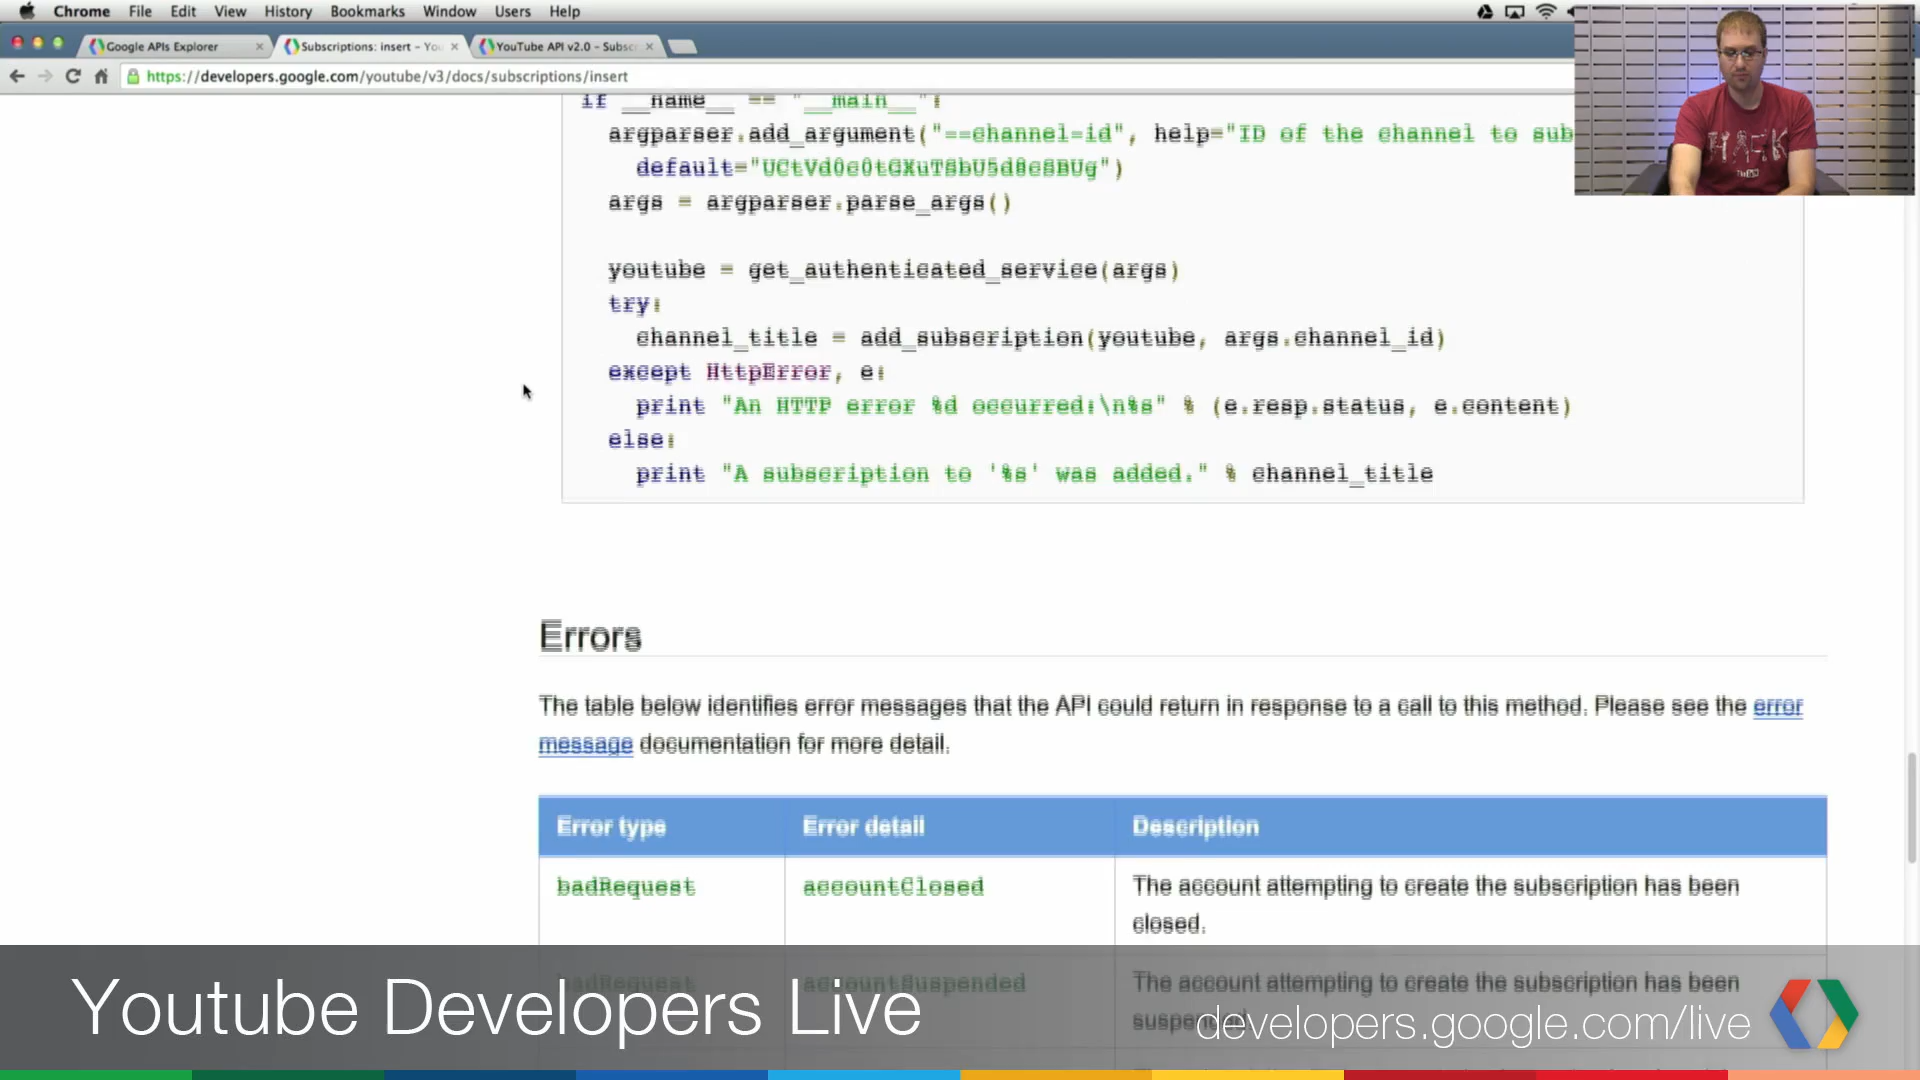 Chrome File Edit View History Bookmarks Window Users Help
Google APIs Explorer
Subscriptions: insert – You
YouTube API v2.0 – Subsc
https://developers.google.com/youtube/v3/docs/subscriptions/insert
if __name__ == "__main__":
argparser.add_argument("--channel-id", help="ID of the channel to sub
default="UCtVd0c0tGXuTSbU5d8cSBUg")
args = argparser.parse_args()
youtube = get_authenticated_service(args)
try:
channel_title = add_subscription(youtube, args.channel_id)
except HttpError, e:
print "An HTTP error %d occurred:\n%s" % (e.resp.status, e.content)
else:
print "A subscription to '%s' was added." % channel_title
Errors
The table below identifies error messages that the API could return in response to a call to this method. Please see the error
message documentation for more detail.
Error type Error detail Description
badRequest accountClosed The account attempting to create the subscription has been
closed.
badRequest accountSuspended The account attempting to create the subscription has been
suspended.
Youtube Developers Live
developers.google.com/live
HACK